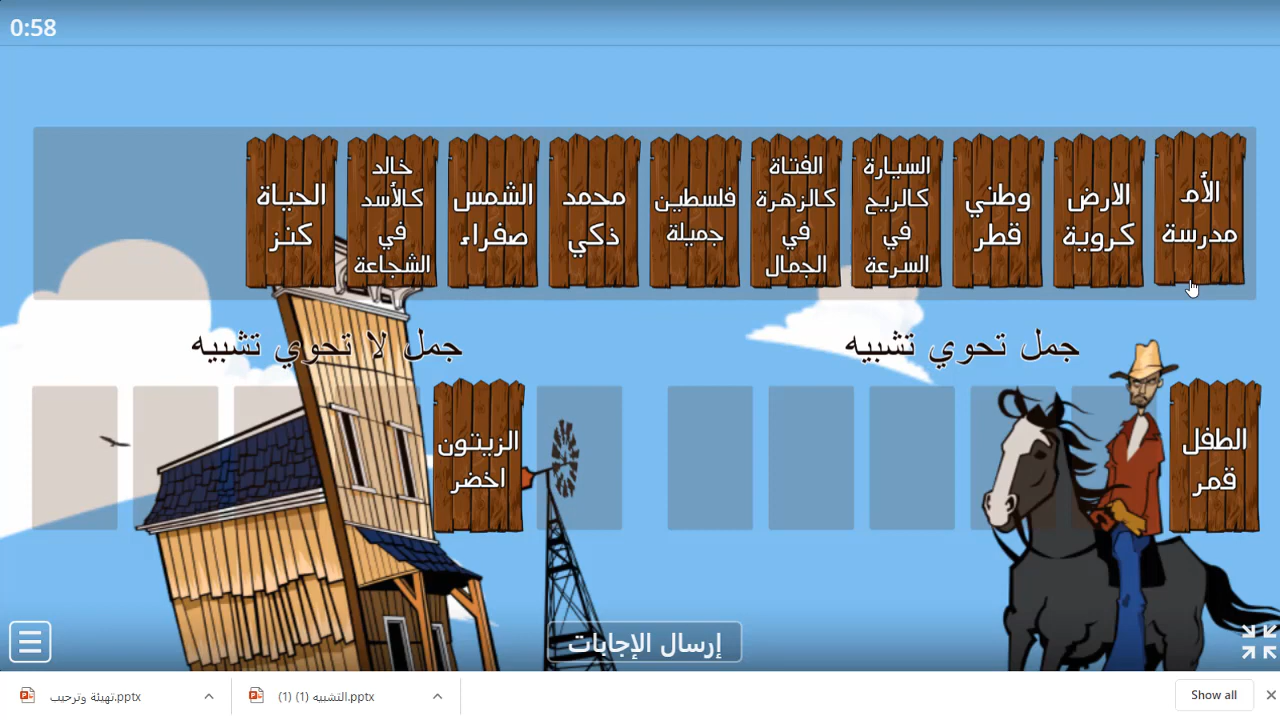 0:58
الأم
مدرسة
الارض
كروية
وطني
قطر
السيارة
كالريح
في
السرعة
الفتاة
كالزهرة
في
الجمال
فلسطين
جميلة
محمد
ذكي
الشمس
صفراء
خالد
كالأسد
في
الشجاعة
الحياة
كنز
جمل تحوي تشبيه
جمل لا تحوي تشبيه
الطفل
قمر
الزيتون
اخضر
إرسال الإجابات
تهيئة وترحيب.pptx
التشبيه (1) (1).pptx
Show all